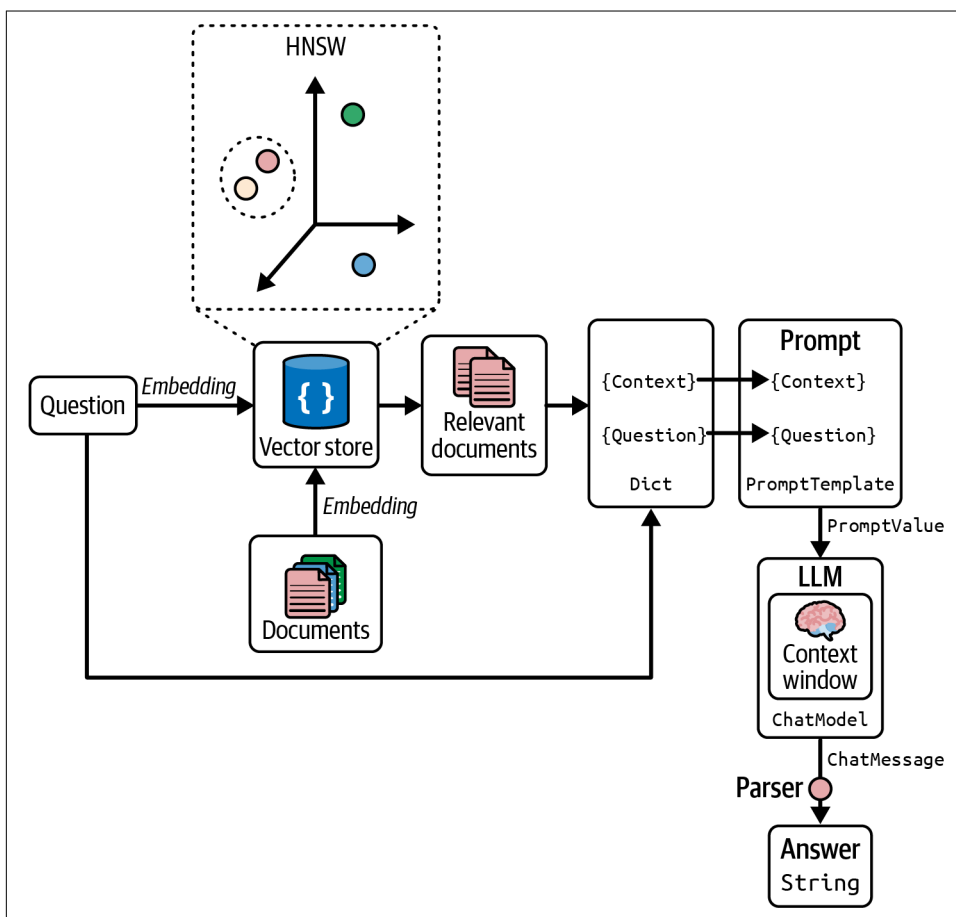 HNSW
Question
Embedding
{ }
Vector store
Relevant
documents
Embedding
Documents
{Context}
{Question}
Dict
Prompt
{Context}
{Question}
PromptTemplate
PromptValue
LLM
Context
window
ChatModel
ChatMessage
Parser
Answer
String